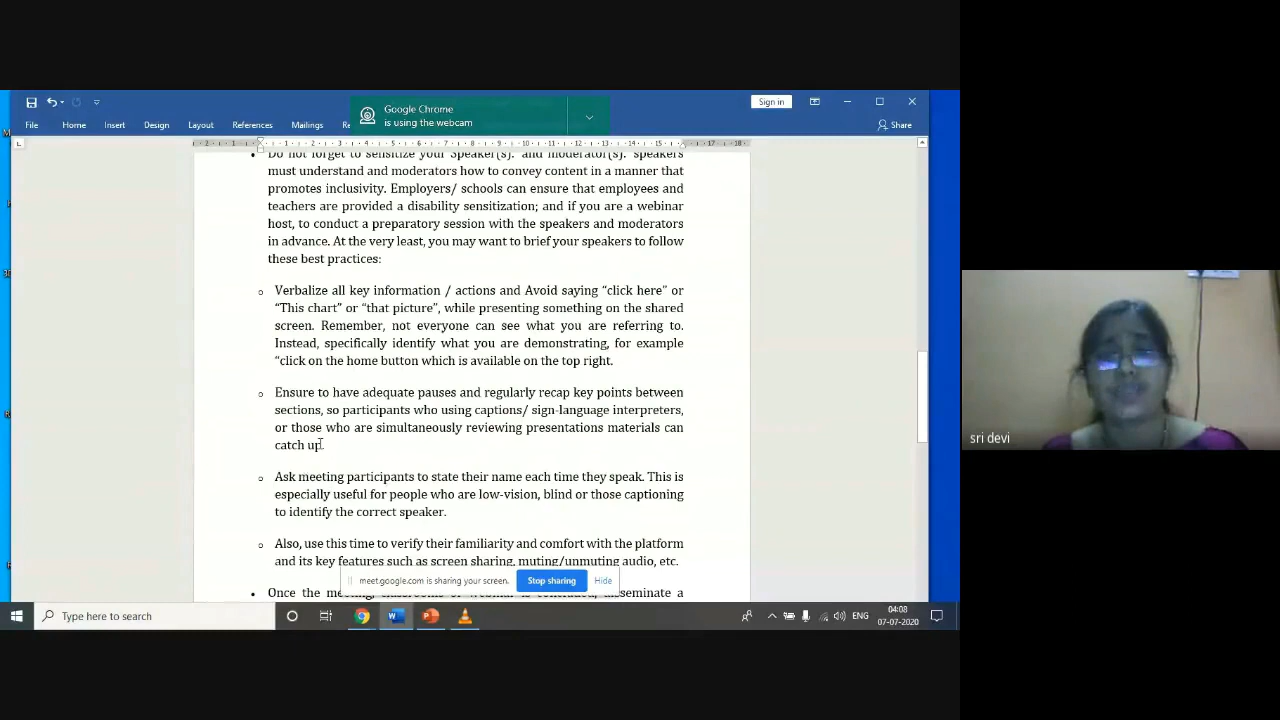 Google Chrome
is using the webcam
Sign in
File Home Insert Design Layout References Mailings
Share
Do not forget to sensitize your Speaker(s): and moderator(s): speakers
must understand and moderators how to convey content in a manner that
promotes inclusivity. Employers/ schools can ensure that employees and
teachers are provided a disability sensitization; and if you are a webinar
host, to conduct a preparatory session with the speakers and moderators
in advance. At the very least, you may want to brief your speakers to follow
these best practices:
Verbalize all key information / actions and Avoid saying “click here” or
“This chart” or “that picture”, while presenting something on the shared
screen. Remember, not everyone can see what you are referring to.
Instead, specifically identify what you are demonstrating, for example
“click on the home button which is available on the top right.
Ensure to have adequate pauses and regularly recap key points between
sections, so participants who using captions/ sign-language interpreters,
or those who are simultaneously reviewing presentations materials can
catch up.
Ask meeting participants to state their name each time they speak. This is
especially useful for people who are low-vision, blind or those captioning
to identify the correct speaker.
Also, use this time to verify their familiarity and comfort with the platform
and its key features such as screen sharing, muting/unmuting audio, etc.
meet.google.com is sharing your screen. Stop sharing Hide
Once the meeting, a
Type here to search
ENG
04:08
07-07-2020
sri devi